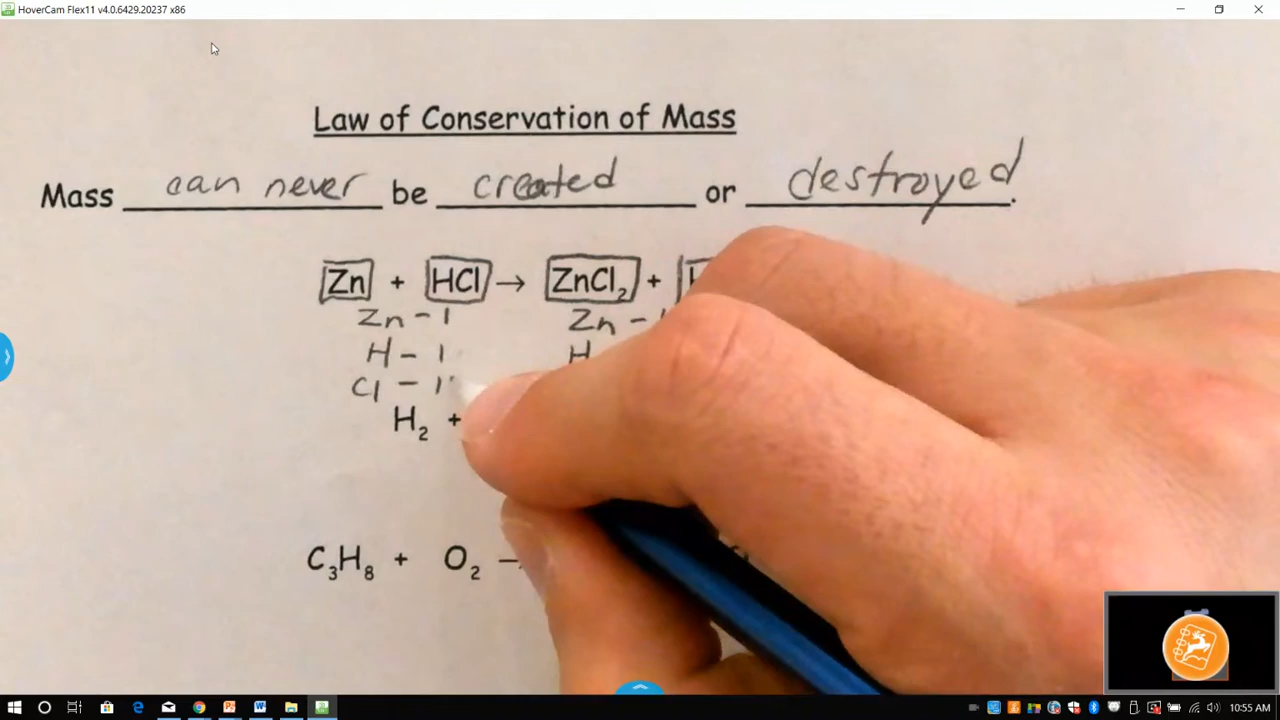 HoverCam Flex11 v4.0.6429.20237 x86
Law of Conservation of Mass
Mass can never be created or destroyed.
Zn + HCl → ZnCl₂ +
Zn - 1 Zn - 1
H - 1 H
Cl - 1
H₂ +
C₃H₈ + O₂
10:55 AM